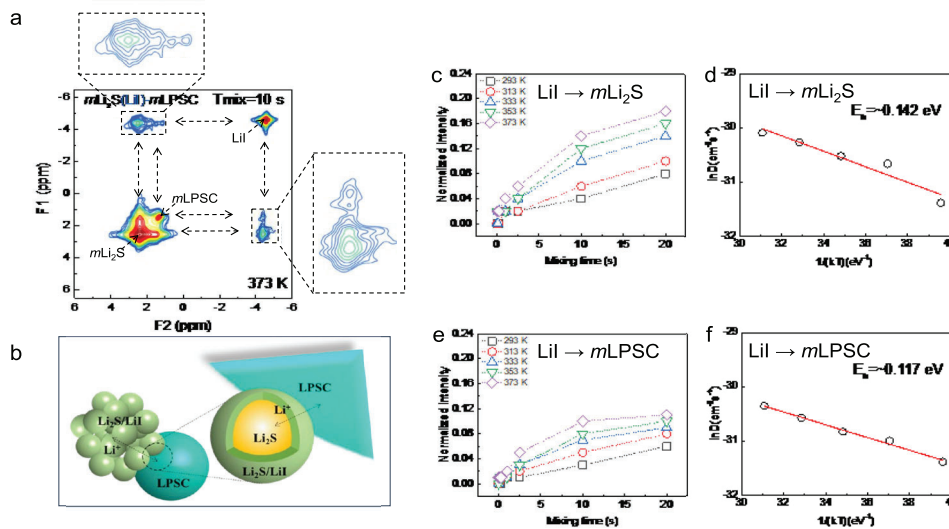 a
mLi₂S(LiI)-mLPSC Tmix=10 s
LiI
mLPSC
mLi₂S
373 K
-6
-4
-2
0
2
4
6
F1 (ppm)
6 4 2 0 -2 -4 -6
F2 (ppm)
b
Li₂S/LiI
Li⁺
LPSC
LPSC
Li⁺
Li₂S
Li₂S/LiI
c
LiI → mLi₂S
293 K
313 K
333 K
353 K
373 K
0.24
0.20
0.16
0.12
0.08
0.04
0.00
Normalized Intensity
0 5 10 15 20
Mixing time (s)
d
LiI → mLi₂S
Eₐ=~0.142 eV
-29
-30
-31
-32
lnD(cm²s⁻¹)
30 32 34 36 38 40
1/(kT)(eV⁻¹)
e
LiI → mLPSC
293 K
313 K
333 K
353 K
373 K
0.24
0.20
0.16
0.12
0.08
0.04
0.00
Normalized Intensity
0 5 10 15 20
Mixing time (s)
f
LiI → mLPSC
Eₐ=~0.117 eV
-29
-30
-31
-32
lnD(cm²s⁻¹)
30 32 34 36 38
1/(kT)(eV⁻¹)